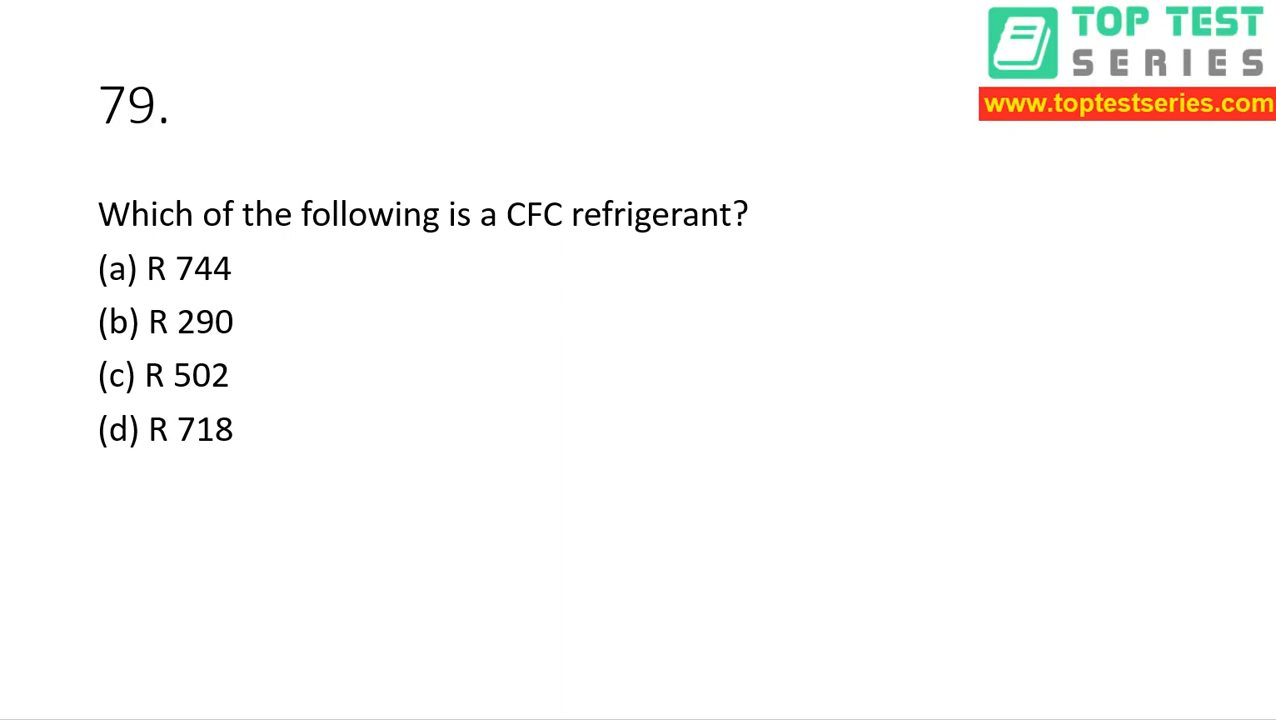 TOP TEST
SERIES
www.toptestseries.com
79.
Which of the following is a CFC refrigerant?
(a) R 744
(b) R 290
(c) R 502
(d) R 718